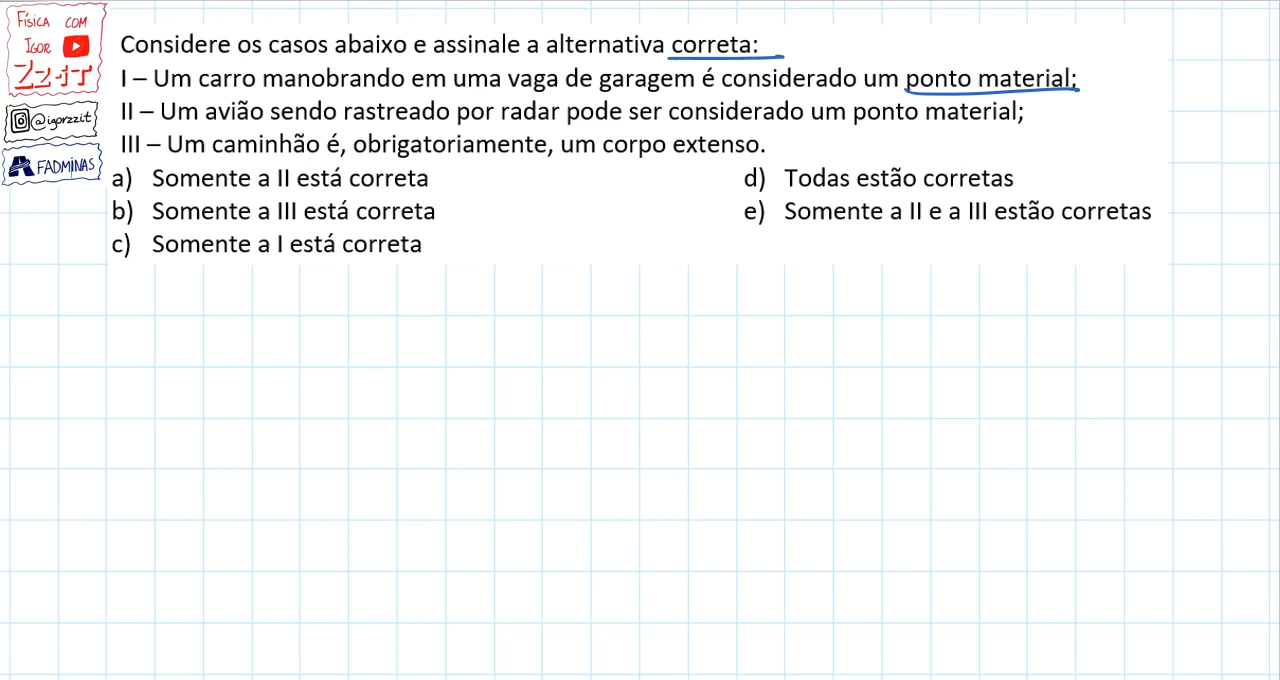 Física com
Igor
ZzиT
@igorzzit
FADMINAS
Considere os casos abaixo e assinale a alternativa correta:
I – Um carro manobrando em uma vaga de garagem é considerado um ponto material;
II – Um avião sendo rastreado por radar pode ser considerado um ponto material;
III – Um caminhão é, obrigatoriamente, um corpo extenso.
a) Somente a II está correta
b) Somente a III está correta
c) Somente a I está correta
d) Todas estão corretas
e) Somente a II e a III estão corretas